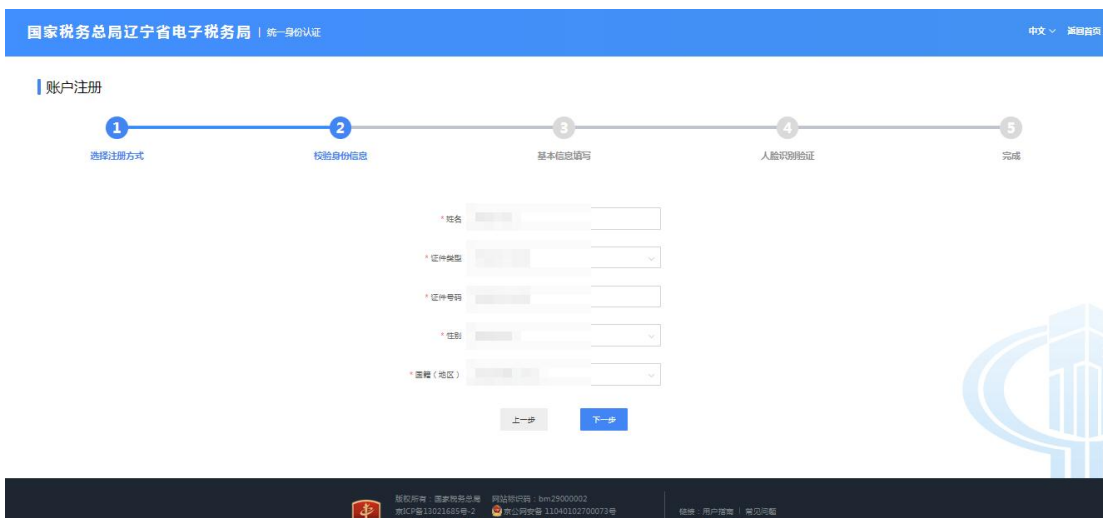 国家税务总局辽宁省电子税务局 | 统一身份认证 中文 返回首页
账户注册
1 2 3 4 5
选择注册方式 校验身份信息 基本信息填写 人脸识别验证 完成
* 姓名
* 证件类型
* 证件号码
* 性别
* 国籍（地区）
上一步 下一步
版权所有：国家税务总局 网站标识码：bm29000002
京ICP备13021685号-2 京公网安备 11040102700073号 链接：用户指南 | 常见问题